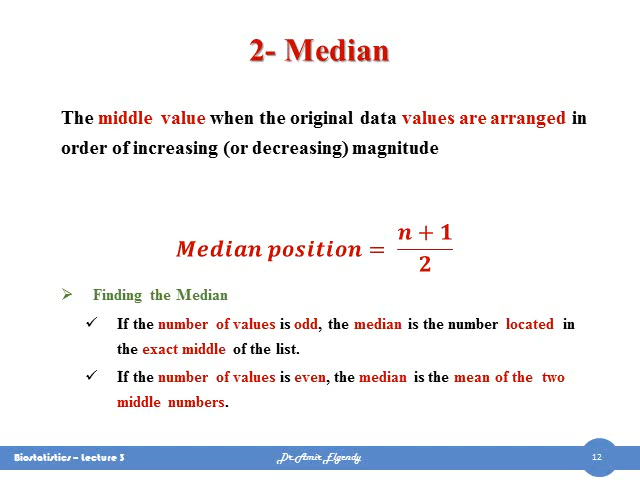 2- Median
The middle value when the original data values are arranged in
order of increasing (or decreasing) magnitude
Median position = (n + 1)/2
➢ Finding the Median
✓ If the number of values is odd, the median is the number located in
the exact middle of the list.
✓ If the number of values is even, the median is the mean of the two
middle numbers.
Biostatistics – Lecture 3 Dr.Amir Elgendy 12